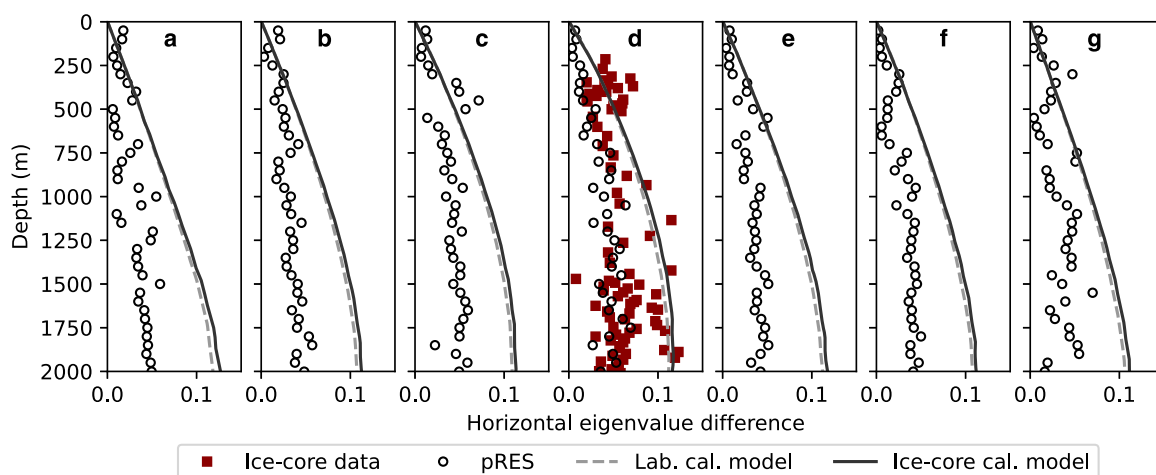 a b c d e f g
0
250
500
750
1000
1250
1500
1750
2000
Depth (m)
0.0 0.1 0.0 0.1 0.0 0.1 0.0 0.1 0.0 0.1 0.0 0.1 0.0 0.1
Horizontal eigenvalue difference
Ice-core data pRES Lab. cal. model Ice-core cal. model